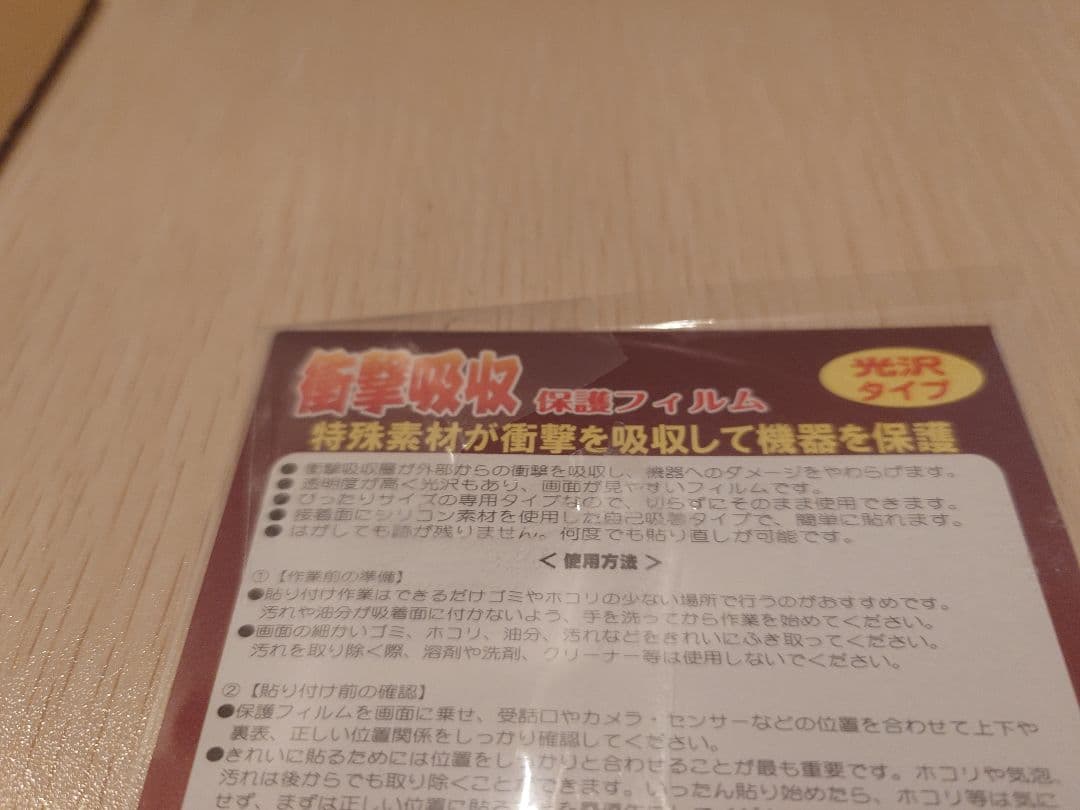 衝撃吸収 保護フィルム
光沢
タイプ
特殊素材が衝撃を吸収して機器を保護
●衝撃吸収層が外部からの衝撃を吸収し、機器へのダメージをやわらげます。
●透明度が高く光沢もあり、画面が見やすいフィルムです。
●ぴったりサイズの専用タイプなので、切らずにそのまま使用できます。
●接着面にシリコン素材を使用した自己吸着タイプで、簡単に貼れます。
●はがしても跡が残りません。何度でも貼り直しが可能です。
＜使用方法＞
①【作業前の準備】
●貼り付け作業はできるだけゴミやホコリの少ない場所で行うのがおすすめです。
汚れや油分が吸着面に付かないよう、手を洗ってから作業を始めてください。
●画面の細かいゴミ、ホコリ、油分、汚れなどをきれいにふき取ってください。
汚れを取り除く際、溶剤や洗剤、クリーナー等は使用しないでください。
②【貼り付け前の確認】
●保護フィルムを画面に乗せ、受話口やカメラ・センサーなどの位置を合わせて上下や
裏表、正しい位置関係をしっかり確認してください。
●きれいに貼るためには位置をしっかりと合わせることが最も重要です。ホコリや気泡、
汚れは後からでも取り除くことができます。いったん貼り始めたら、ホコリ等は気に
せず、まずは正しい位置に貼る